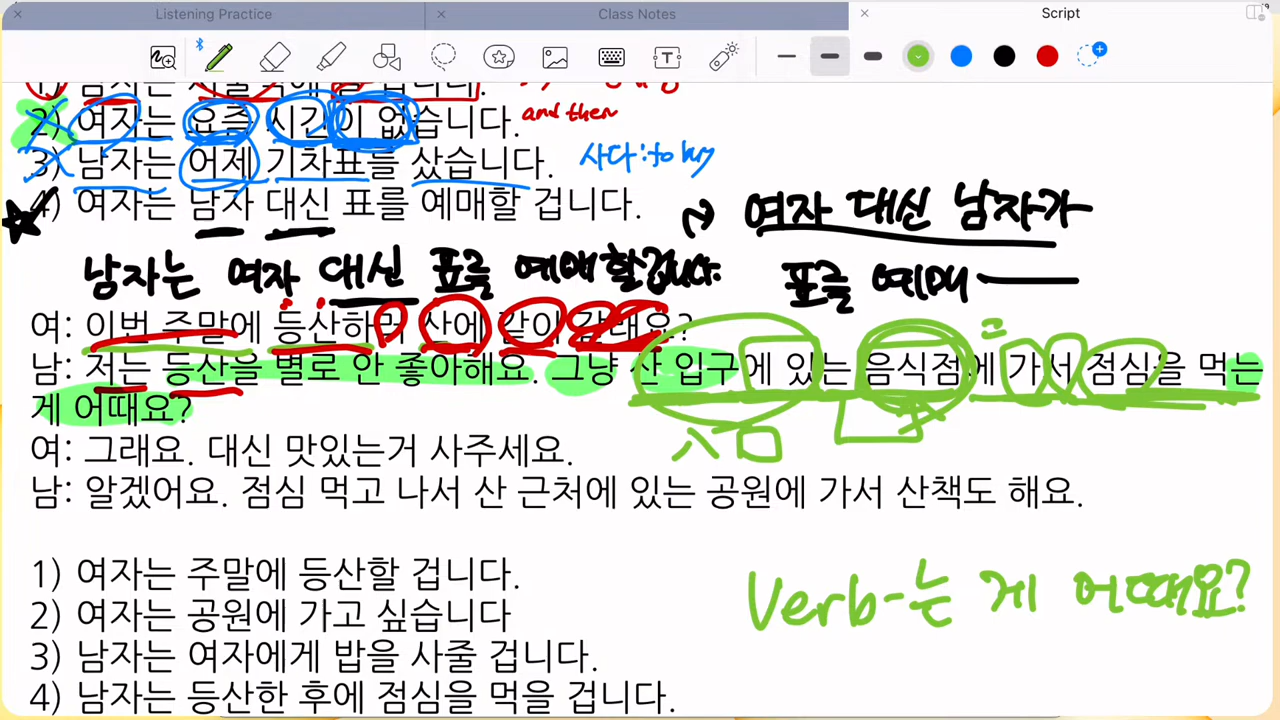 Listening Practice
Class Notes
Script
and then
2) 여자는 요즘 시간이 없습니다.
3) 남자는 어제 기차표를 샀습니다.
사다:to buy
4) 여자는 남자 대신 표를 예매할 겁니다.
여자 대신 남자가
표를 예매
남자는 여자 대신 표를 예매할겁니다.
여: 이번 주말에 등산하러 산에 같이 갈래요?
남: 저는 등산을 별로 안 좋아해요. 그냥 산 입구에 있는 음식점에 가서 점심을 먹는
게 어때요?
여: 그래요. 대신 맛있는거 사주세요.
남: 알겠어요. 점심 먹고 나서 산 근처에 있는 공원에 가서 산책도 해요.
1) 여자는 주말에 등산할 겁니다.
2) 여자는 공원에 가고 싶습니다
3) 남자는 여자에게 밥을 사줄 겁니다.
4) 남자는 등산한 후에 점심을 먹을 겁니다.
Verb-는 게 어때요?